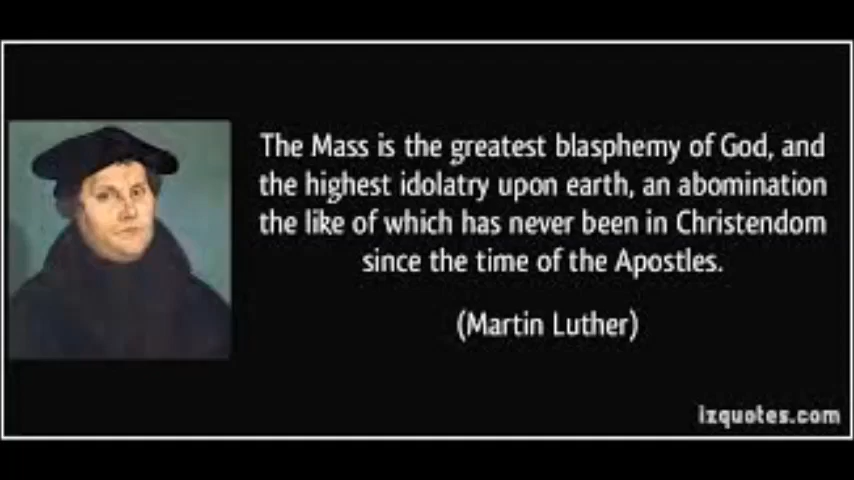 The Mass is the greatest blasphemy of God, and
the highest idolatry upon earth, an abomination
the like of which has never been in Christendom
since the time of the Apostles.
(Martin Luther)
izquotes.com